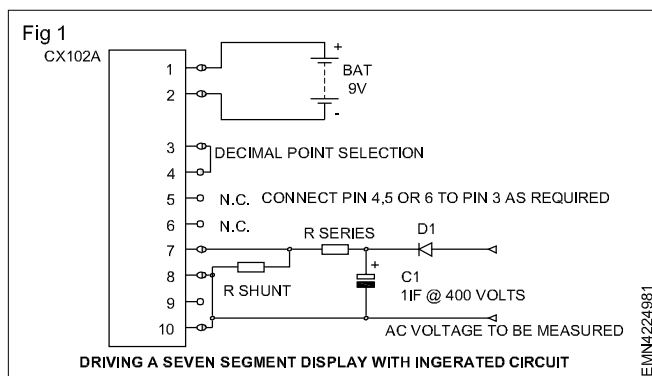 Fig 1
CX102A
1
+
BAT
9V
2
-
3
DECIMAL POINT SELECTION
4
5
N.C. CONNECT PIN 4,5 OR 6 TO PIN 3 AS REQUIRED
6
N.C.
R SERIES
D1
7
+
8
C1
R SHUNT
1IF @ 400 VOLTS
9
10
AC VOLTAGE TO BE MEASURED
DRIVING A SEVEN SEGMENT DISPLAY WITH INGERATED CIRCUIT
EMN4224981